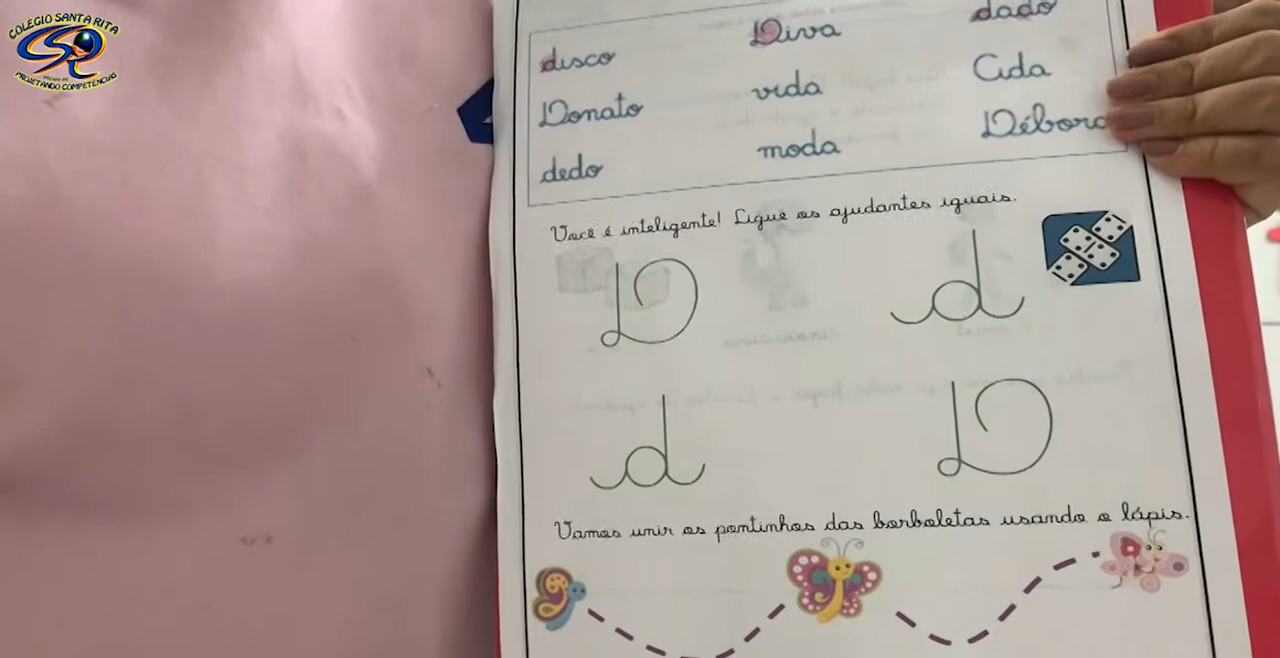 COLÉGIO SANTA RITA
PROJETANDO COMPETÊNCIAS
disco Diva dado
Donato vida Cida
dedo moda Débora
Você é inteligente! Ligue os ajudantes iguais.
D d
d D
Vamos unir os pontinhos das borboletas usando o lápis.